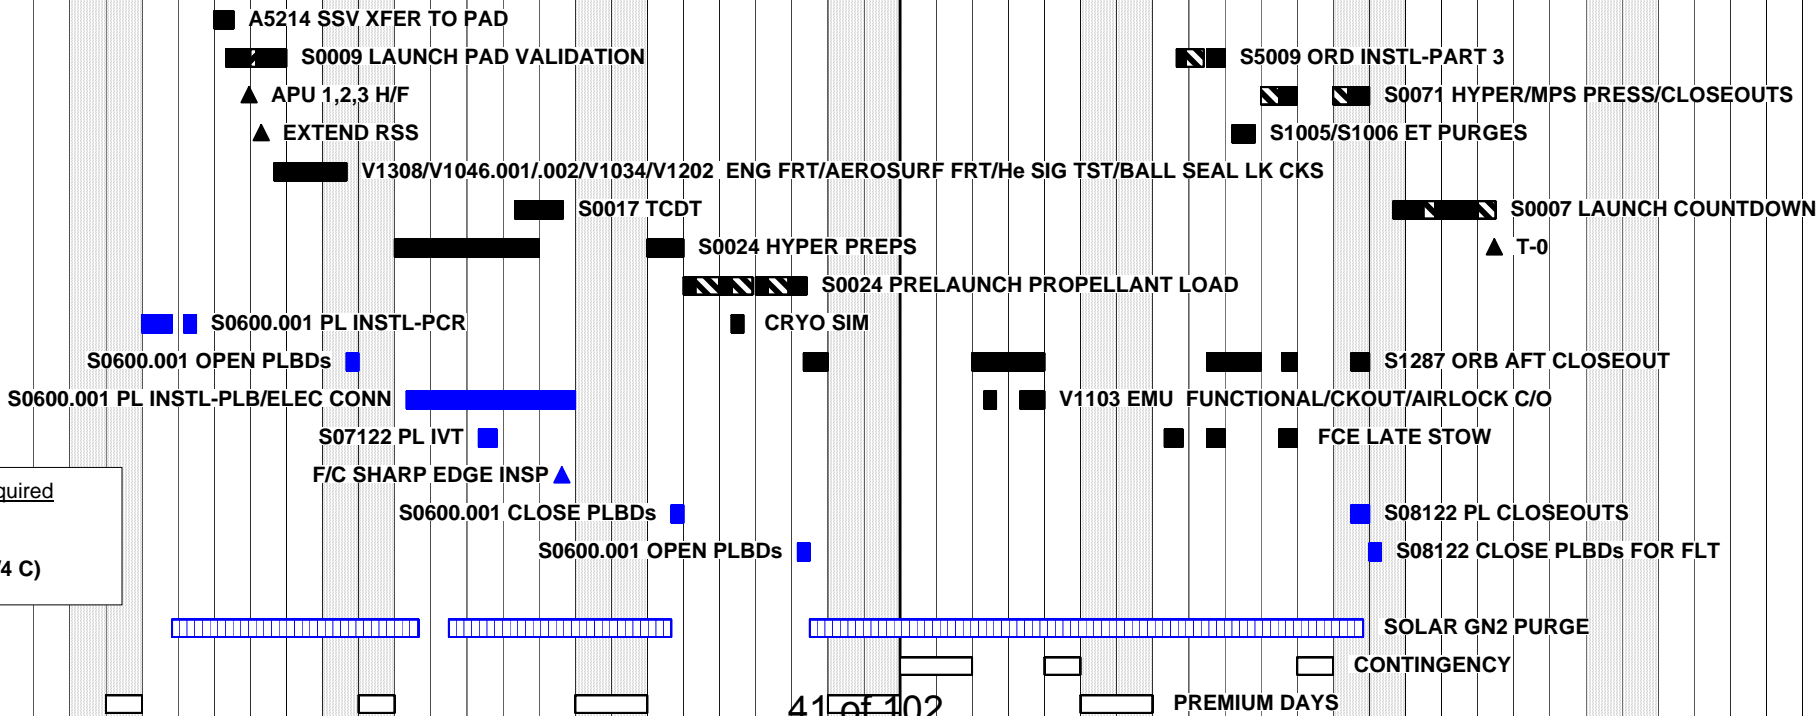 A5214 SSV XFER TO PAD
S0009 LAUNCH PAD VALIDATION
S5009 ORD INSTL-PART 3
APU 1,2,3 H/F
S0071 HYPER/MPS PRESS/CLOSEOUTS
EXTEND RSS
S1005/S1006 ET PURGES
V1308/V1046.001/.002/V1034/V1202 ENG FRT/AEROSURF FRT/He SIG TST/BALL SEAL LK CKS
S0017 TCDT
S0007 LAUNCH COUNTDOWN
S0024 HYPER PREPS
T-0
S0024 PRELAUNCH PROPELLANT LOAD
S0600.001 PL INSTL-PCR
CRYO SIM
S0600.001 OPEN PLBDs
S1287 ORB AFT CLOSEOUT
S0600.001 PL INSTL-PLB/ELEC CONN
V1103 EMU FUNCTIONAL/CKOUT/AIRLOCK C/O
S07122 PL IVT
FCE LATE STOW
F/C SHARP EDGE INSP
quired
S0600.001 CLOSE PLBDs
S08122 PL CLOSEOUTS
S0600.001 OPEN PLBDs
S08122 CLOSE PLBDs FOR FLT
/4 C)
SOLAR GN2 PURGE
CONTINGENCY
PREMIUM DAYS
41 of 102